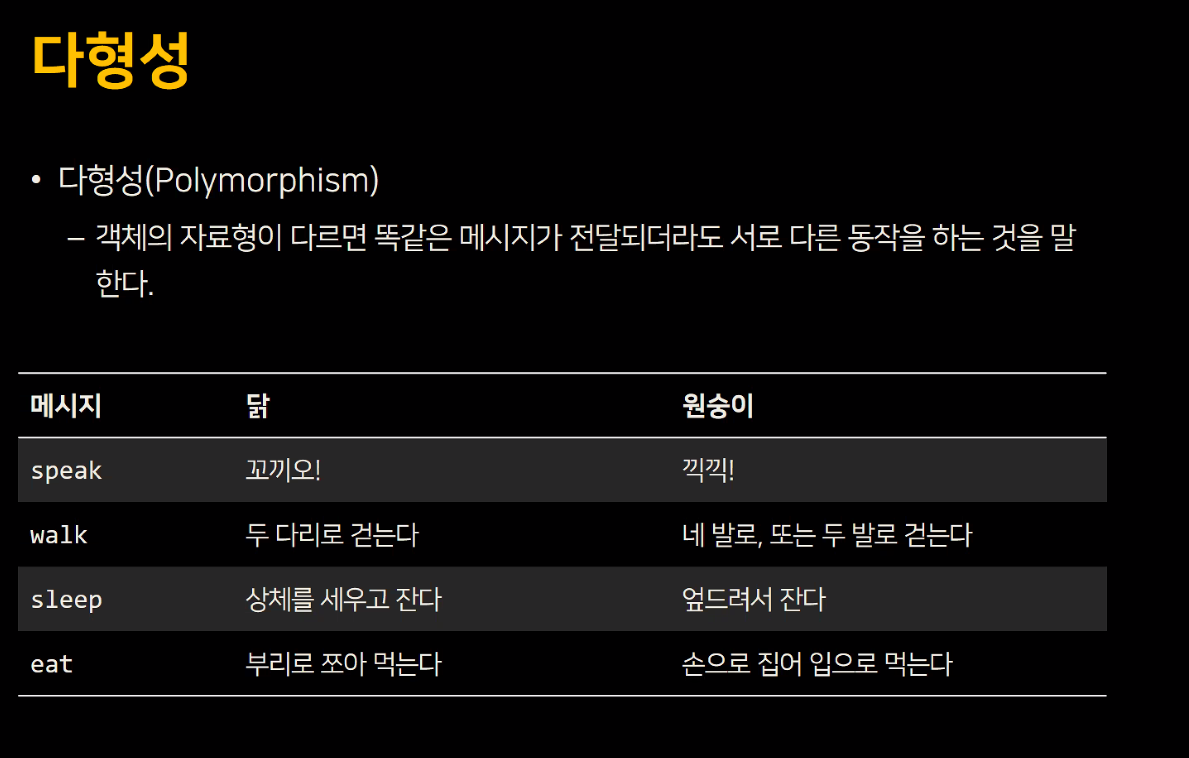 다형성
• 다형성(Polymorphism)
– 객체의 자료형이 다르면 똑같은 메시지가 전달되더라도 서로 다른 동작을 하는 것을 말
한다.
메시지 닭 원숭이
speak 꼬끼오! 끽끽!
walk 두 다리로 걷는다 네 발로, 또는 두 발로 걷는다
sleep 상체를 세우고 잔다 엎드려서 잔다
eat 부리로 쪼아 먹는다 손으로 집어 입으로 먹는다